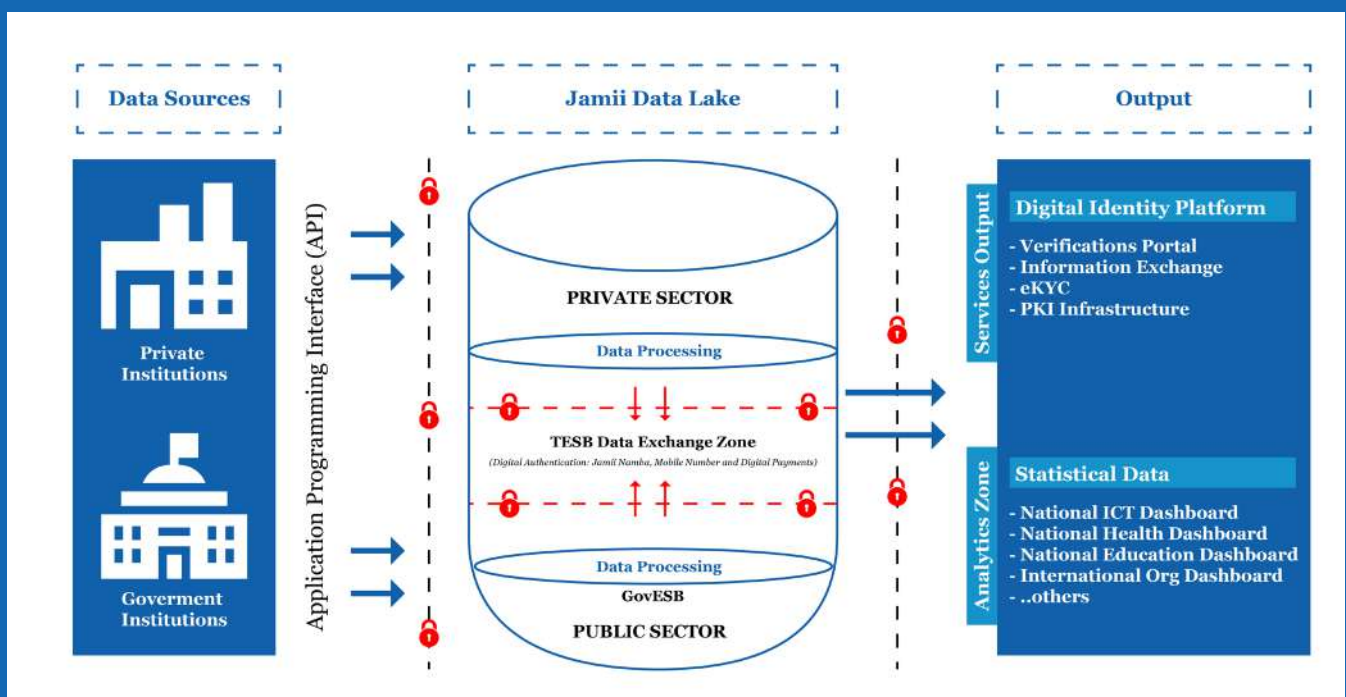 Data Sources
Jamii Data Lake
Output
Private
Institutions
Goverment
Institutions
Application Programming Interface (API)
PRIVATE SECTOR
Data Processing
TESB Data Exchange Zone
(Digital Authentication: Jamii Namba, Mobile Number and Digital Payments)
Data Processing
GovESB
PUBLIC SECTOR
Services Output
Digital Identity Platform
- Verifications Portal
- Information Exchange
- eKYC
- PKI Infrastructure
Analytics Zone
Statistical Data
- National ICT Dashboard
- National Health Dashboard
- National Education Dashboard
- International Org Dashboard
- ..others